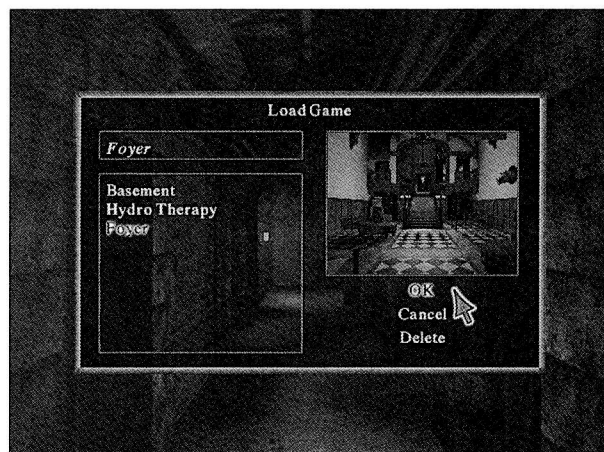 Load Game
Foyer
Basement
Hydro Therapy
Foyer
OK
Cancel
Delete